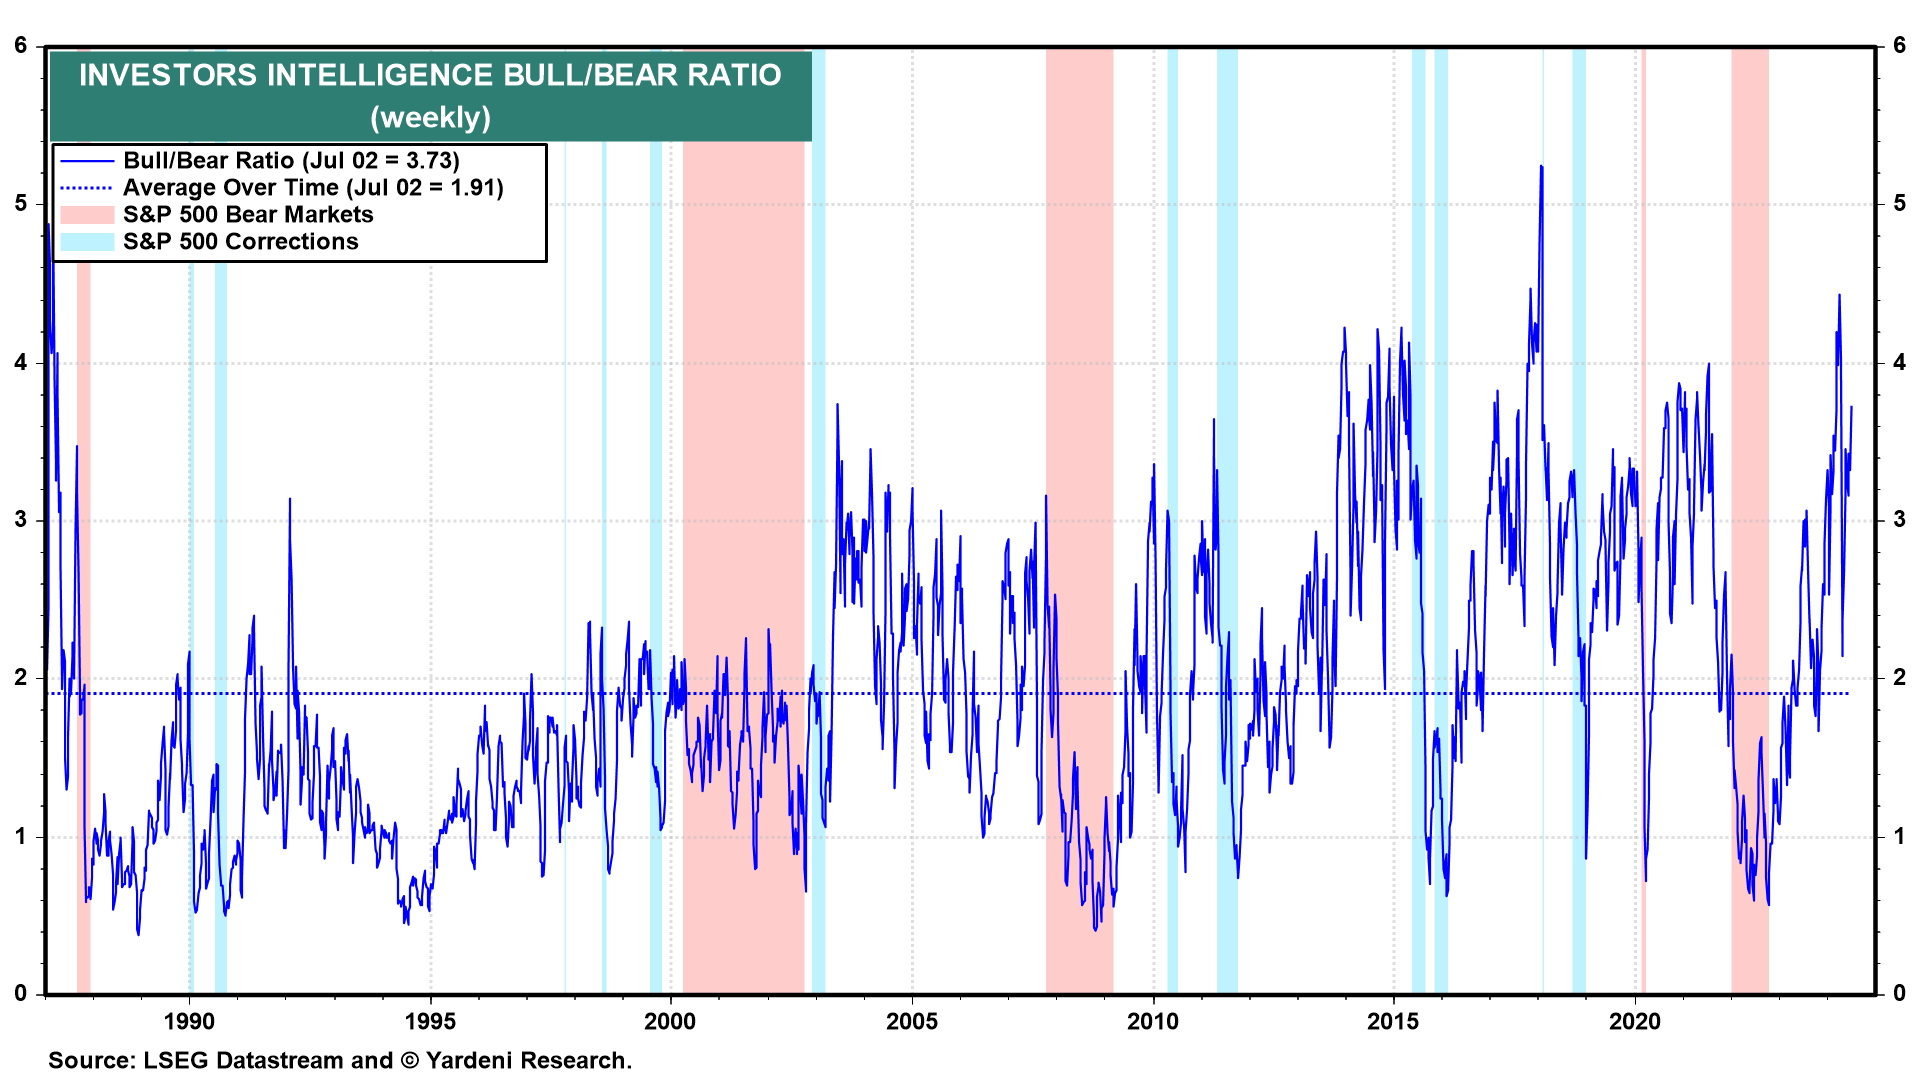 INVESTORS INTELLIGENCE BULL/BEAR RATIO
(weekly)
Bull/Bear Ratio (Jul 02 = 3.73)
Average Over Time (Jul 02 = 1.91)
S&P 500 Bear Markets
S&P 500 Corrections
6 6
5 5
4 4
3 3
2 2
1 1
0 0
1990 1995 2000 2005 2010 2015 2020
Source: LSEG Datastream and © Yardeni Research.